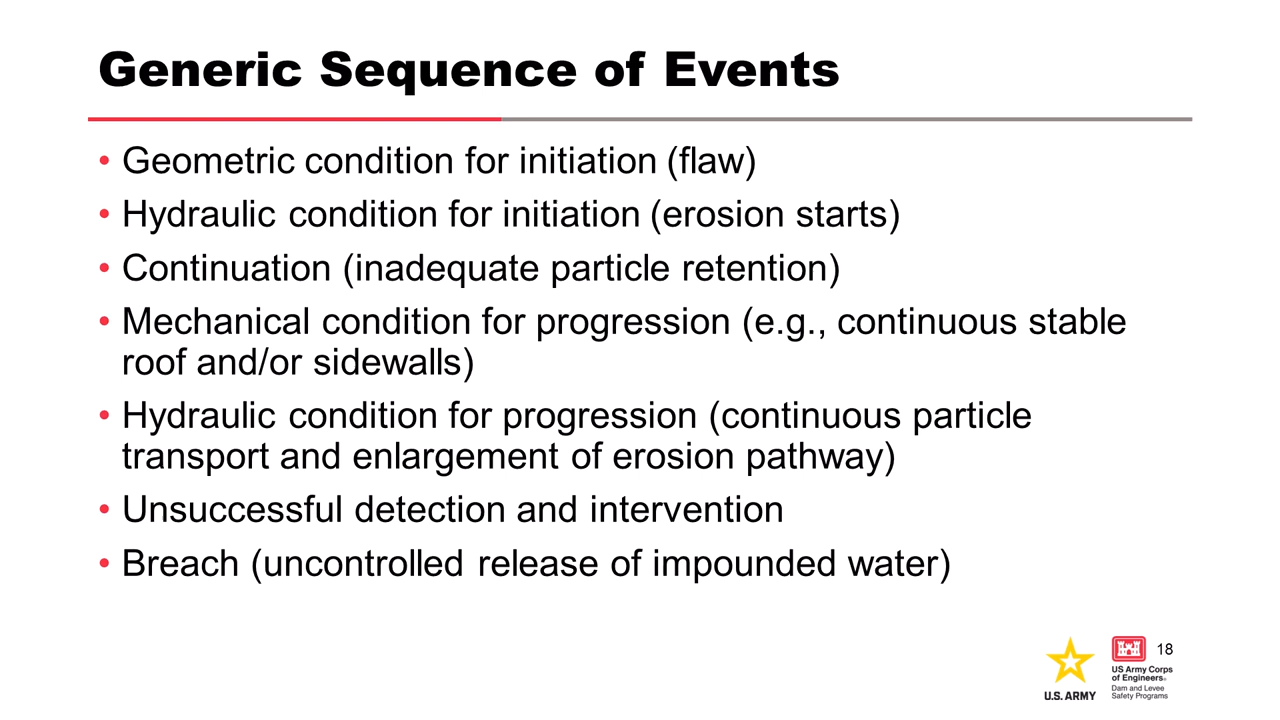 Generic Sequence of Events
• Geometric condition for initiation (flaw)
• Hydraulic condition for initiation (erosion starts)
• Continuation (inadequate particle retention)
• Mechanical condition for progression (e.g., continuous stable
roof and/or sidewalls)
• Hydraulic condition for progression (continuous particle
transport and enlargement of erosion pathway)
• Unsuccessful detection and intervention
• Breach (uncontrolled release of impounded water)
18
U.S. ARMY
US Army Corps
of Engineers®
Dam and Levee
Safety Programs